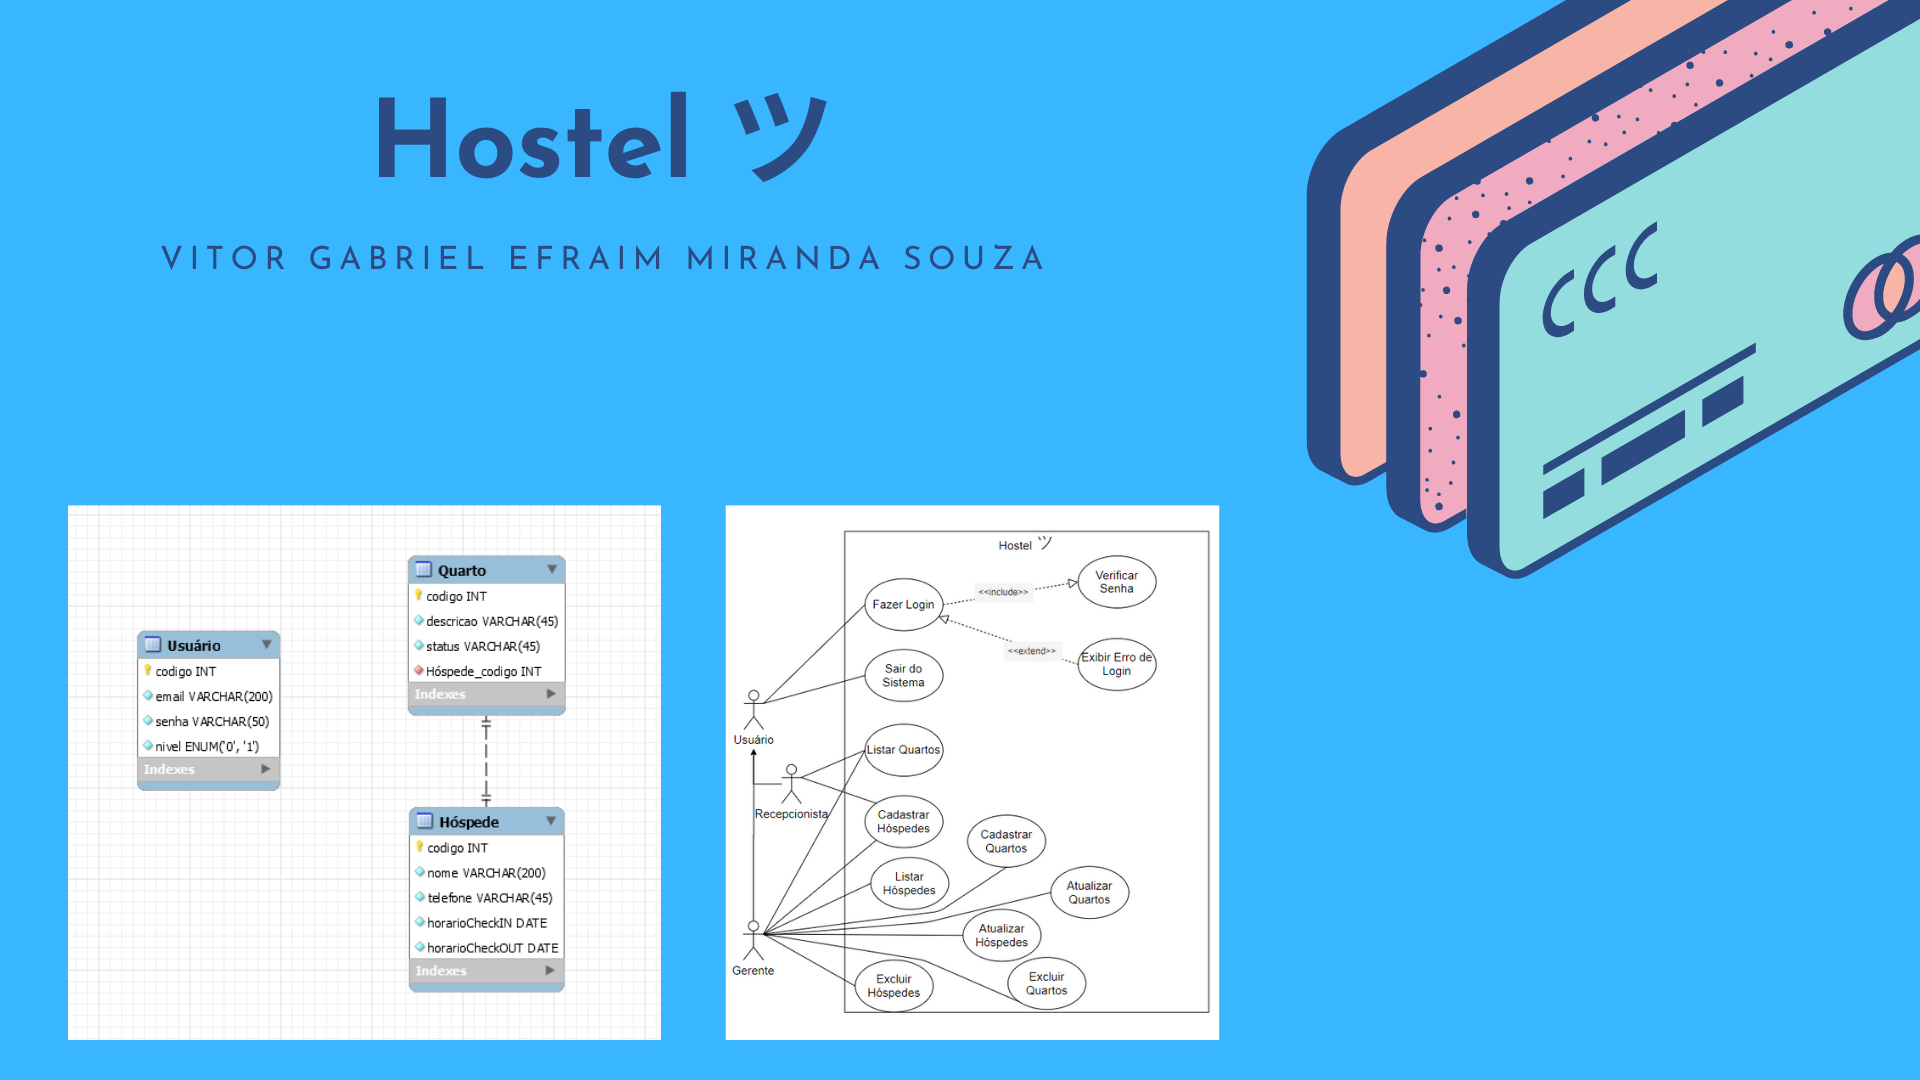 Hostel ツ
VITOR GABRIEL EFRAIM MIRANDA SOUZA
Usuário
codigo INT
email VARCHAR(200)
senha VARCHAR(50)
nivel ENUM('0', '1')
Indexes
Quarto
codigo INT
descricao VARCHAR(45)
status VARCHAR(45)
Hóspede_codigo INT
Indexes
Hóspede
codigo INT
nome VARCHAR(200)
telefone VARCHAR(45)
horarioCheckIN DATE
horarioCheckOUT DATE
Indexes
Hostel ツ
Fazer Login
<<include>>
Verificar
Senha
<<extend>>
Exibir Erro de
Login
Sair do
Sistema
Usuário
Listar Quartos
Recepcionista
Cadastrar
Hóspedes
Cadastrar
Quartos
Listar
Hóspedes
Atualizar
Quartos
Atualizar
Hóspedes
Gerente
Excluir
Hóspedes
Excluir
Quartos